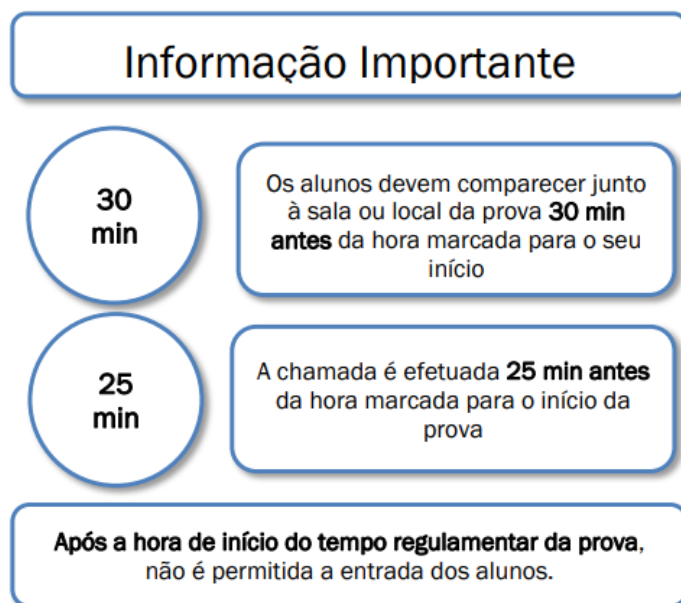 Informação Importante
30
min
Os alunos devem comparecer junto
à sala ou local da prova 30 min
antes da hora marcada para o seu
início
25
min
A chamada é efetuada 25 min antes
da hora marcada para o início da
prova
Após a hora de início do tempo regulamentar da prova,
não é permitida a entrada dos alunos.